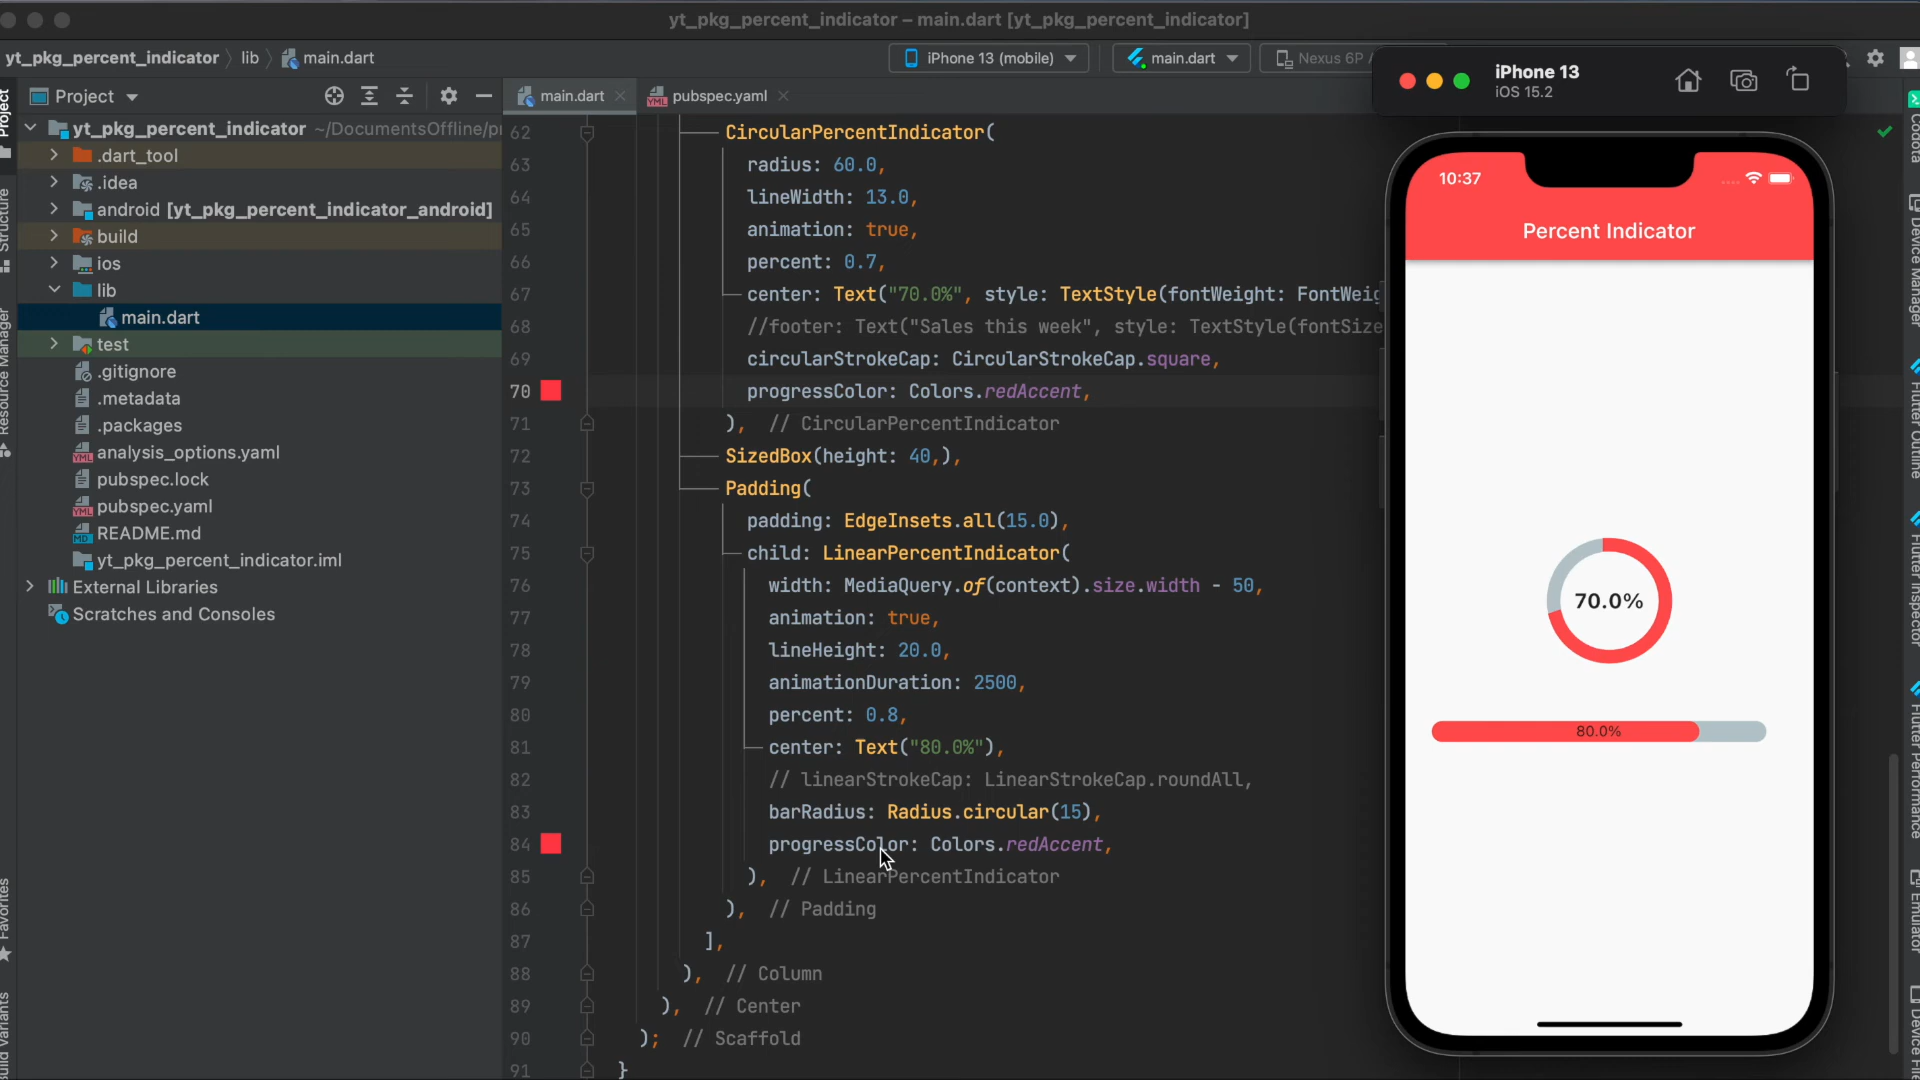 yt_pkg_percent_indicator – main.dart [yt_pkg_percent_indicator]
yt_pkg_percent_indicator
lib
main.dart
iPhone 13 (mobile)
main.dart
Nexus 6P
Project
main.dart
pubspec.yaml
Project
Structure
Resource Manager
Favorites
Build Variants
yt_pkg_percent_indicator ~/DocumentsOffline/pr
.dart_tool
.idea
android [yt_pkg_percent_indicator_android]
build
ios
lib
main.dart
test
.gitignore
.metadata
.packages
analysis_options.yaml
pubspec.lock
pubspec.yaml
README.md
yt_pkg_percent_indicator.iml
External Libraries
Scratches and Consoles
62 CircularPercentIndicator(
63 radius: 60.0,
64 lineWidth: 13.0,
65 animation: true,
66 percent: 0.7,
67 center: Text("70.0%", style: TextStyle(fontWeight: FontWeig
68 //footer: Text("Sales this week", style: TextStyle(fontSize
69 circularStrokeCap: CircularStrokeCap.square,
70 progressColor: Colors.redAccent,
71 ), // CircularPercentIndicator
72 SizedBox(height: 40,),
73 Padding(
74 padding: EdgeInsets.all(15.0),
75 child: LinearPercentIndicator(
76 width: MediaQuery.of(context).size.width - 50,
77 animation: true,
78 lineHeight: 20.0,
79 animationDuration: 2500,
80 percent: 0.8,
81 center: Text("80.0%"),
82 // linearStrokeCap: LinearStrokeCap.roundAll,
83 barRadius: Radius.circular(15),
84 progressColor: Colors.redAccent,
85 ), // LinearPercentIndicator
86 ), // Padding
87 ],
88 ), // Column
89 ), // Center
90 ); // Scaffold
91 }
iPhone 13
iOS 15.2
10:37
Percent Indicator
70.0%
80.0%
Codota
Device Manager
Flutter Outline
Flutter Inspector
Flutter Performance
Emulator
Device File